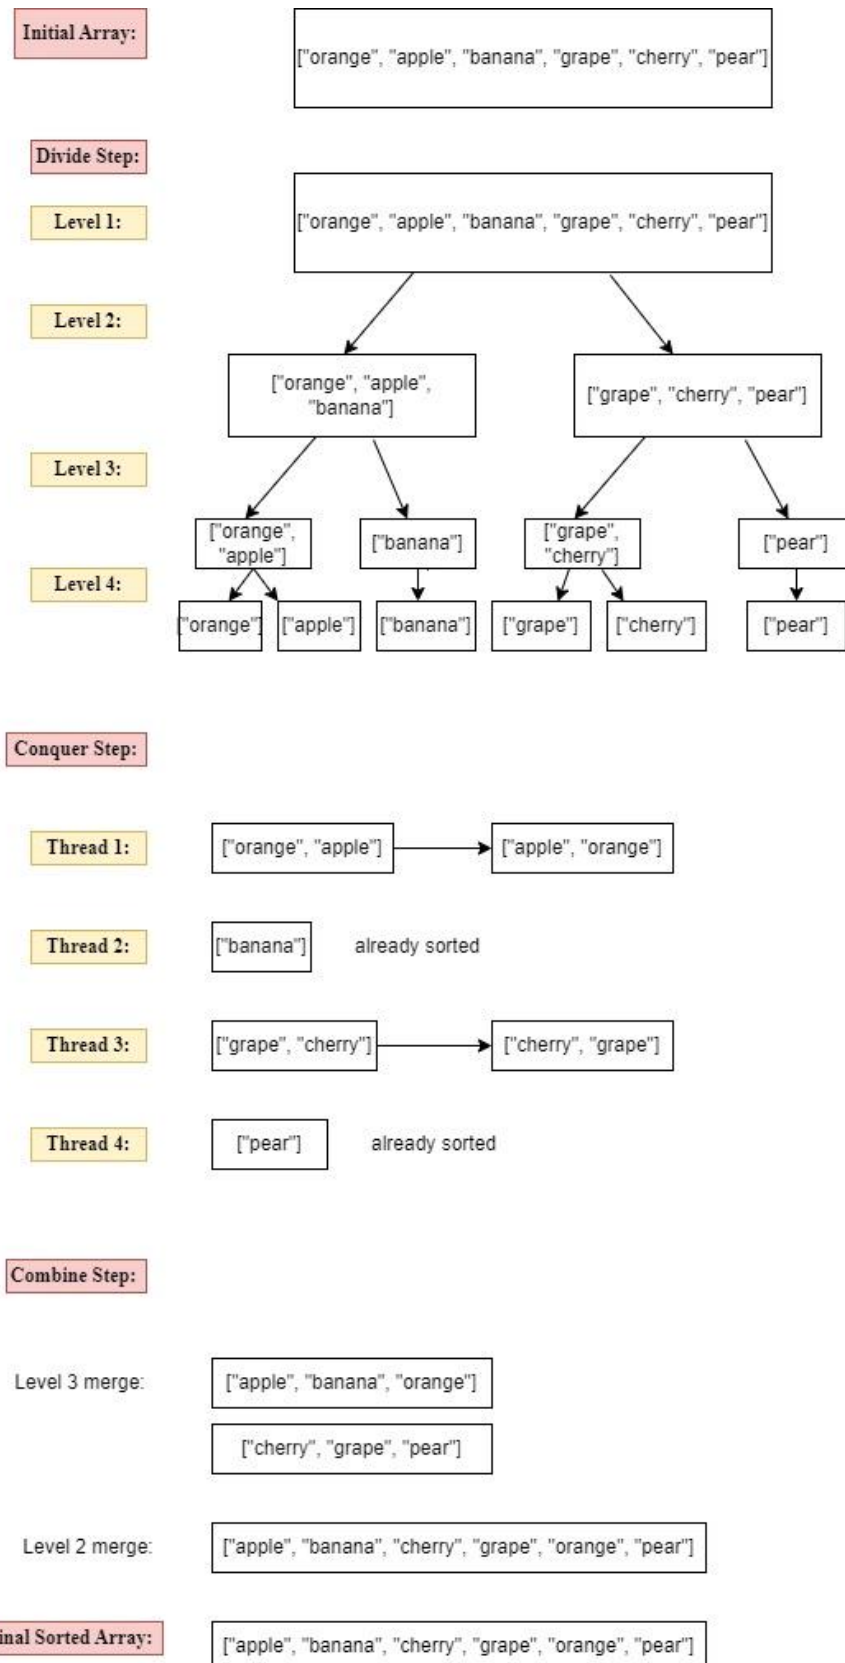 Initial Array:
["orange", "apple", "banana", "grape", "cherry", "pear"]
Divide Step:
Level 1:
["orange", "apple", "banana", "grape", "cherry", "pear"]
Level 2:
["orange", "apple",
"banana"]
["grape", "cherry", "pear"]
Level 3:
["orange",
"apple"]
["banana"]
["grape",
"cherry"]
["pear"]
Level 4:
["orange"]
["apple"]
["banana"]
["grape"]
["cherry"]
["pear"]
Conquer Step:
Thread 1:
["orange", "apple"]
["apple", "orange"]
Thread 2:
["banana"]
already sorted
Thread 3:
["grape", "cherry"]
["cherry", "grape"]
Thread 4:
["pear"]
already sorted
Combine Step:
Level 3 merge:
["apple", "banana", "orange"]
["cherry", "grape", "pear"]
Level 2 merge:
["apple", "banana", "cherry", "grape", "orange", "pear"]
inal Sorted Array:
["apple", "banana", "cherry", "grape", "orange", "pear"]